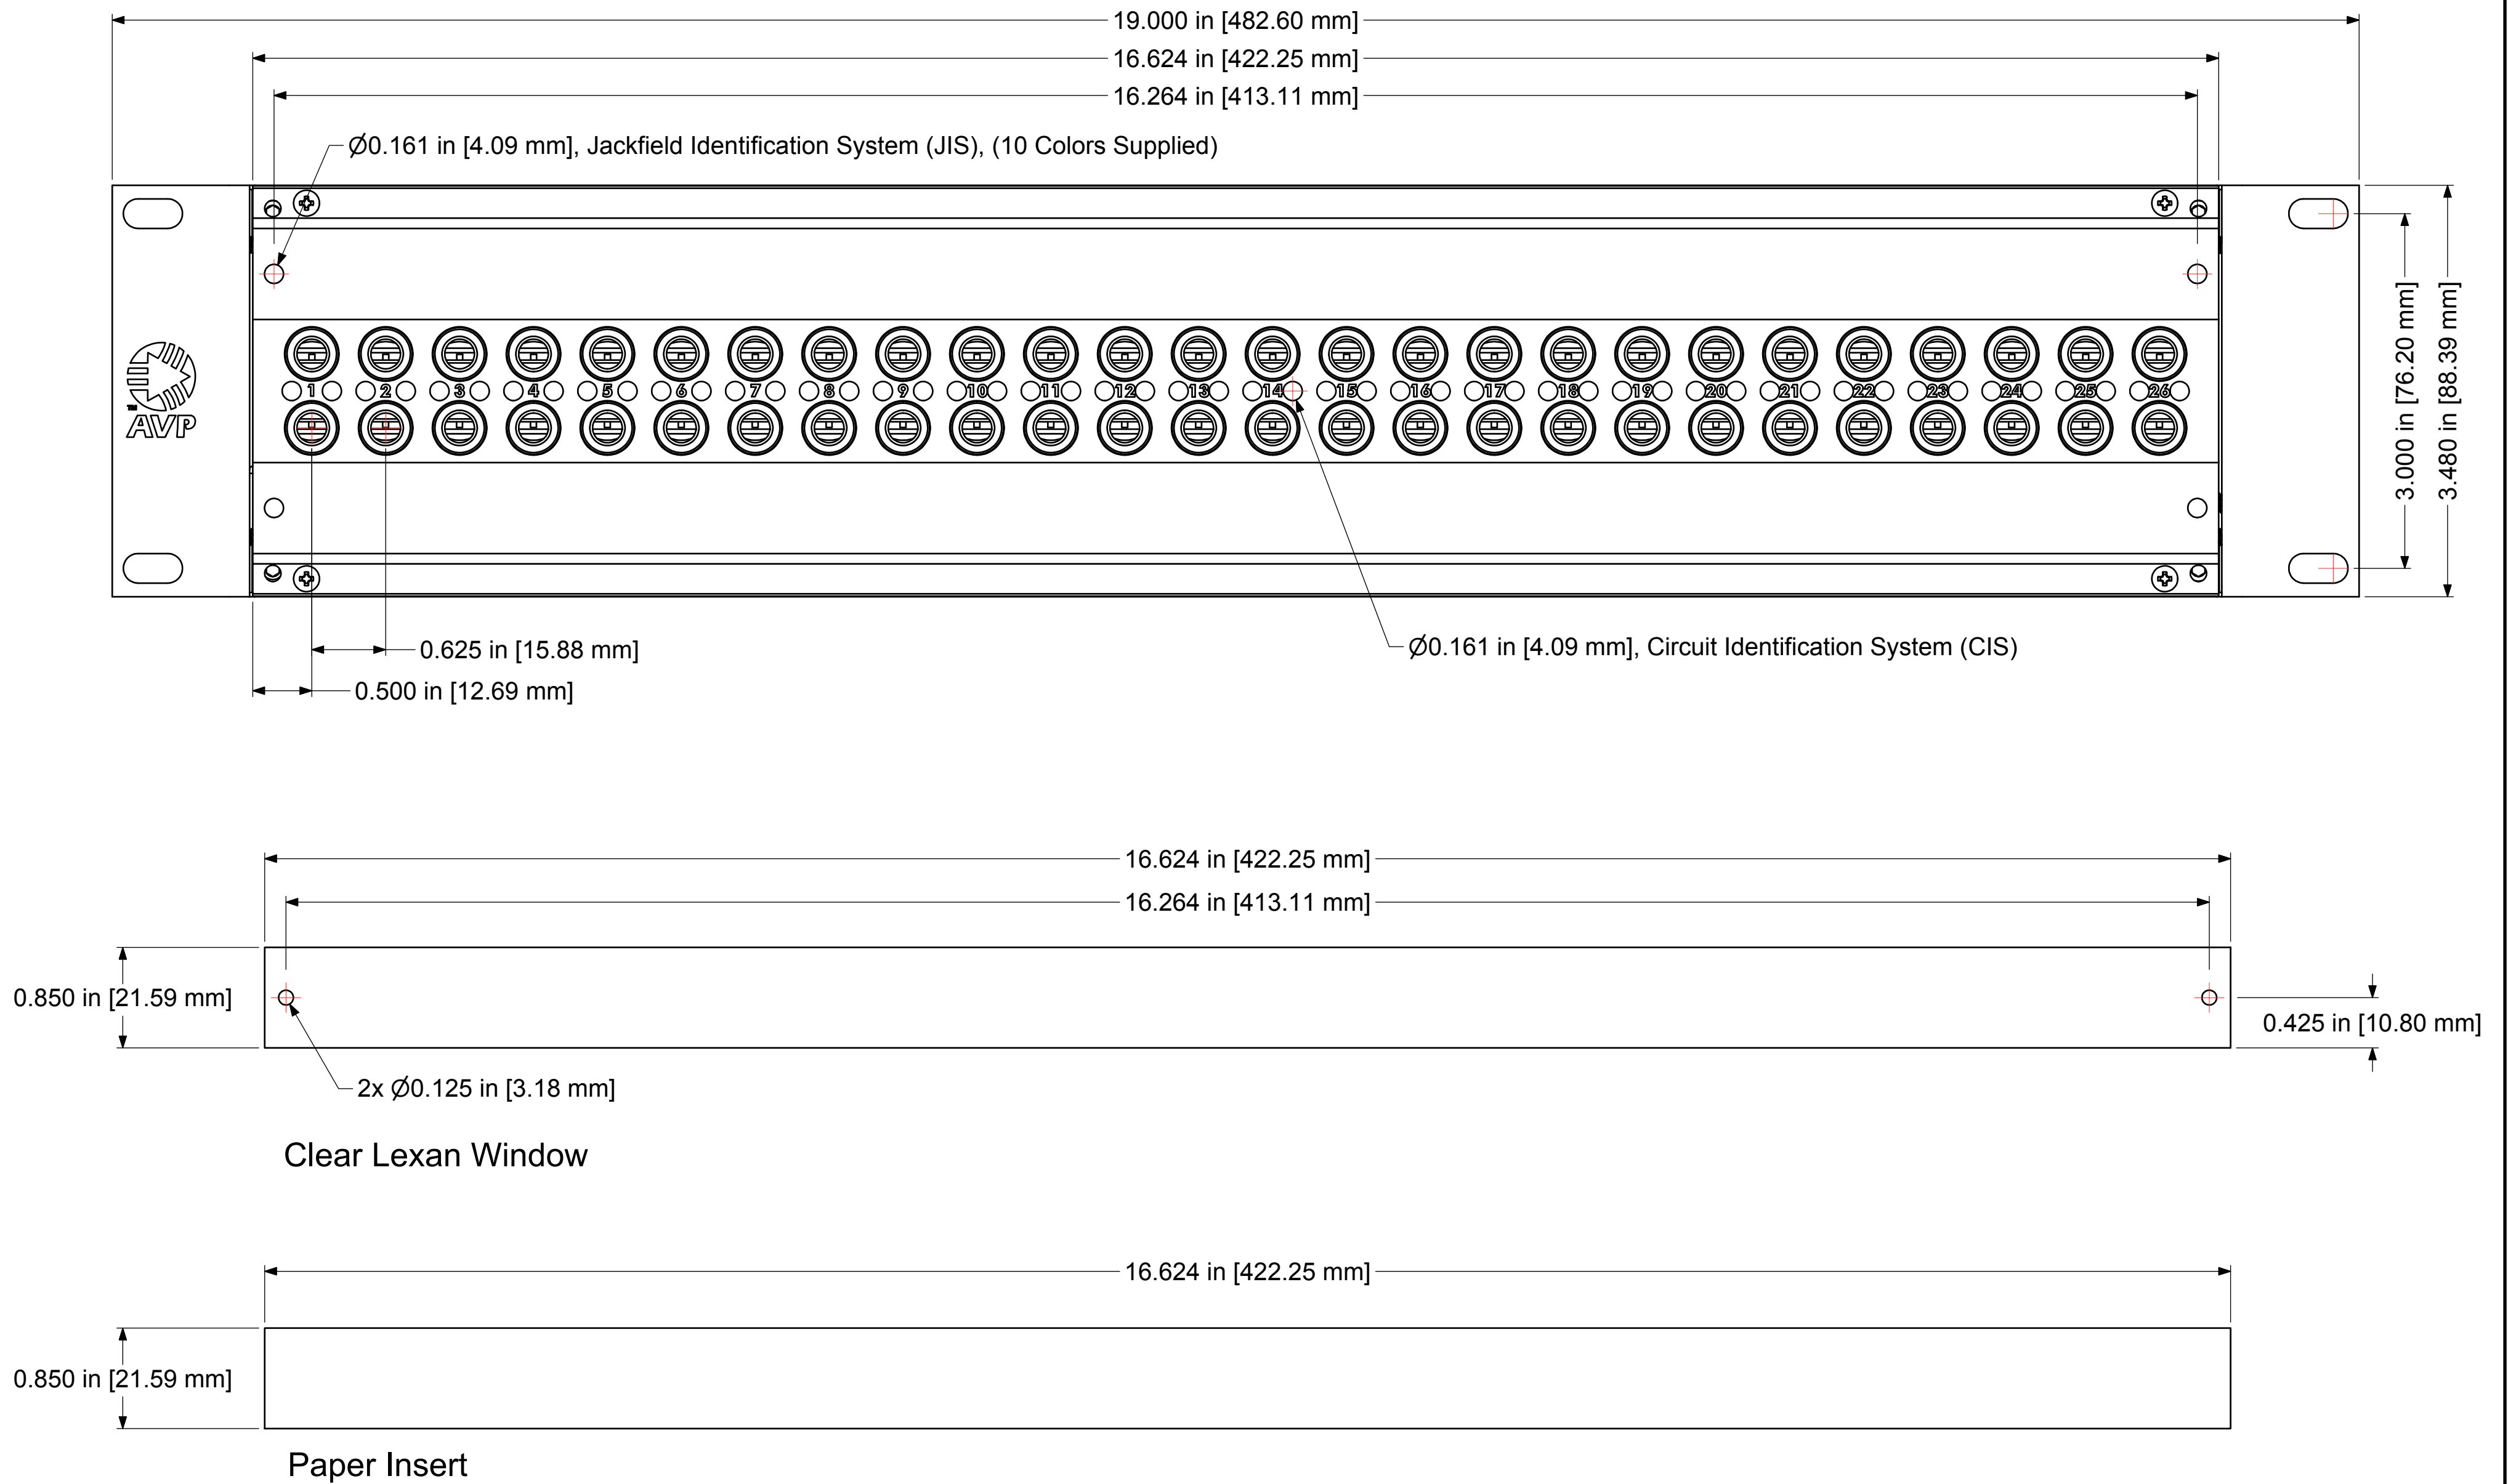 19.000 in [482.60 mm]
16.624 in [422.25 mm]
16.264 in [413.11 mm]
Ø0.161 in [4.09 mm], Jackfield Identification System (JIS), (10 Colors Supplied)
1 2 3 4 5 6 7 8 9 10 11 12 13 14 15 16 17 18 19 20 21 22 23 24 25 26
™
AVP
3.000 in [76.20 mm]
3.480 in [88.39 mm]
0.625 in [15.88 mm]
Ø0.161 in [4.09 mm], Circuit Identification System (CIS)
0.500 in [12.69 mm]
16.624 in [422.25 mm]
16.264 in [413.11 mm]
0.850 in [21.59 mm]
0.425 in [10.80 mm]
2x Ø0.125 in [3.18 mm]
Clear Lexan Window
16.624 in [422.25 mm]
0.850 in [21.59 mm]
Paper Insert